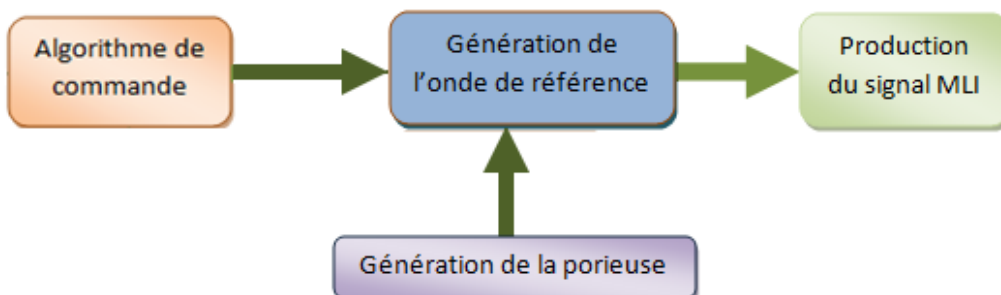 Algorithme de
commande
Génération de
l'onde de référence
Production
du signal MLI
Génération de la porieuse